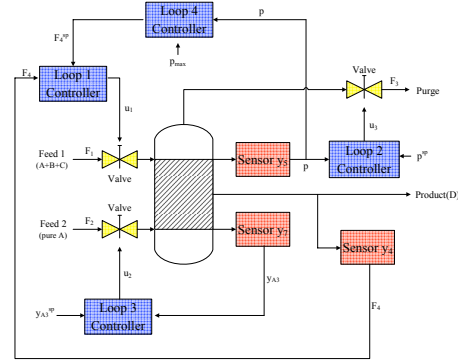 Loop 4
Controller
p
F₄ˢᵖ
pmax
F₄
Loop 1
Controller
Valve
F₃
Purge
u₁
u₃
Feed 1
(A+B+C)
F₁
Valve
Sensor y₅
p
Loop 2
Controller
pˢᵖ
Product(D)
Feed 2
(pure A)
F₂
Valve
Sensor y₇
Sensor y₄
u₂
yA3
F₄
yA3ˢᵖ
Loop 3
Controller